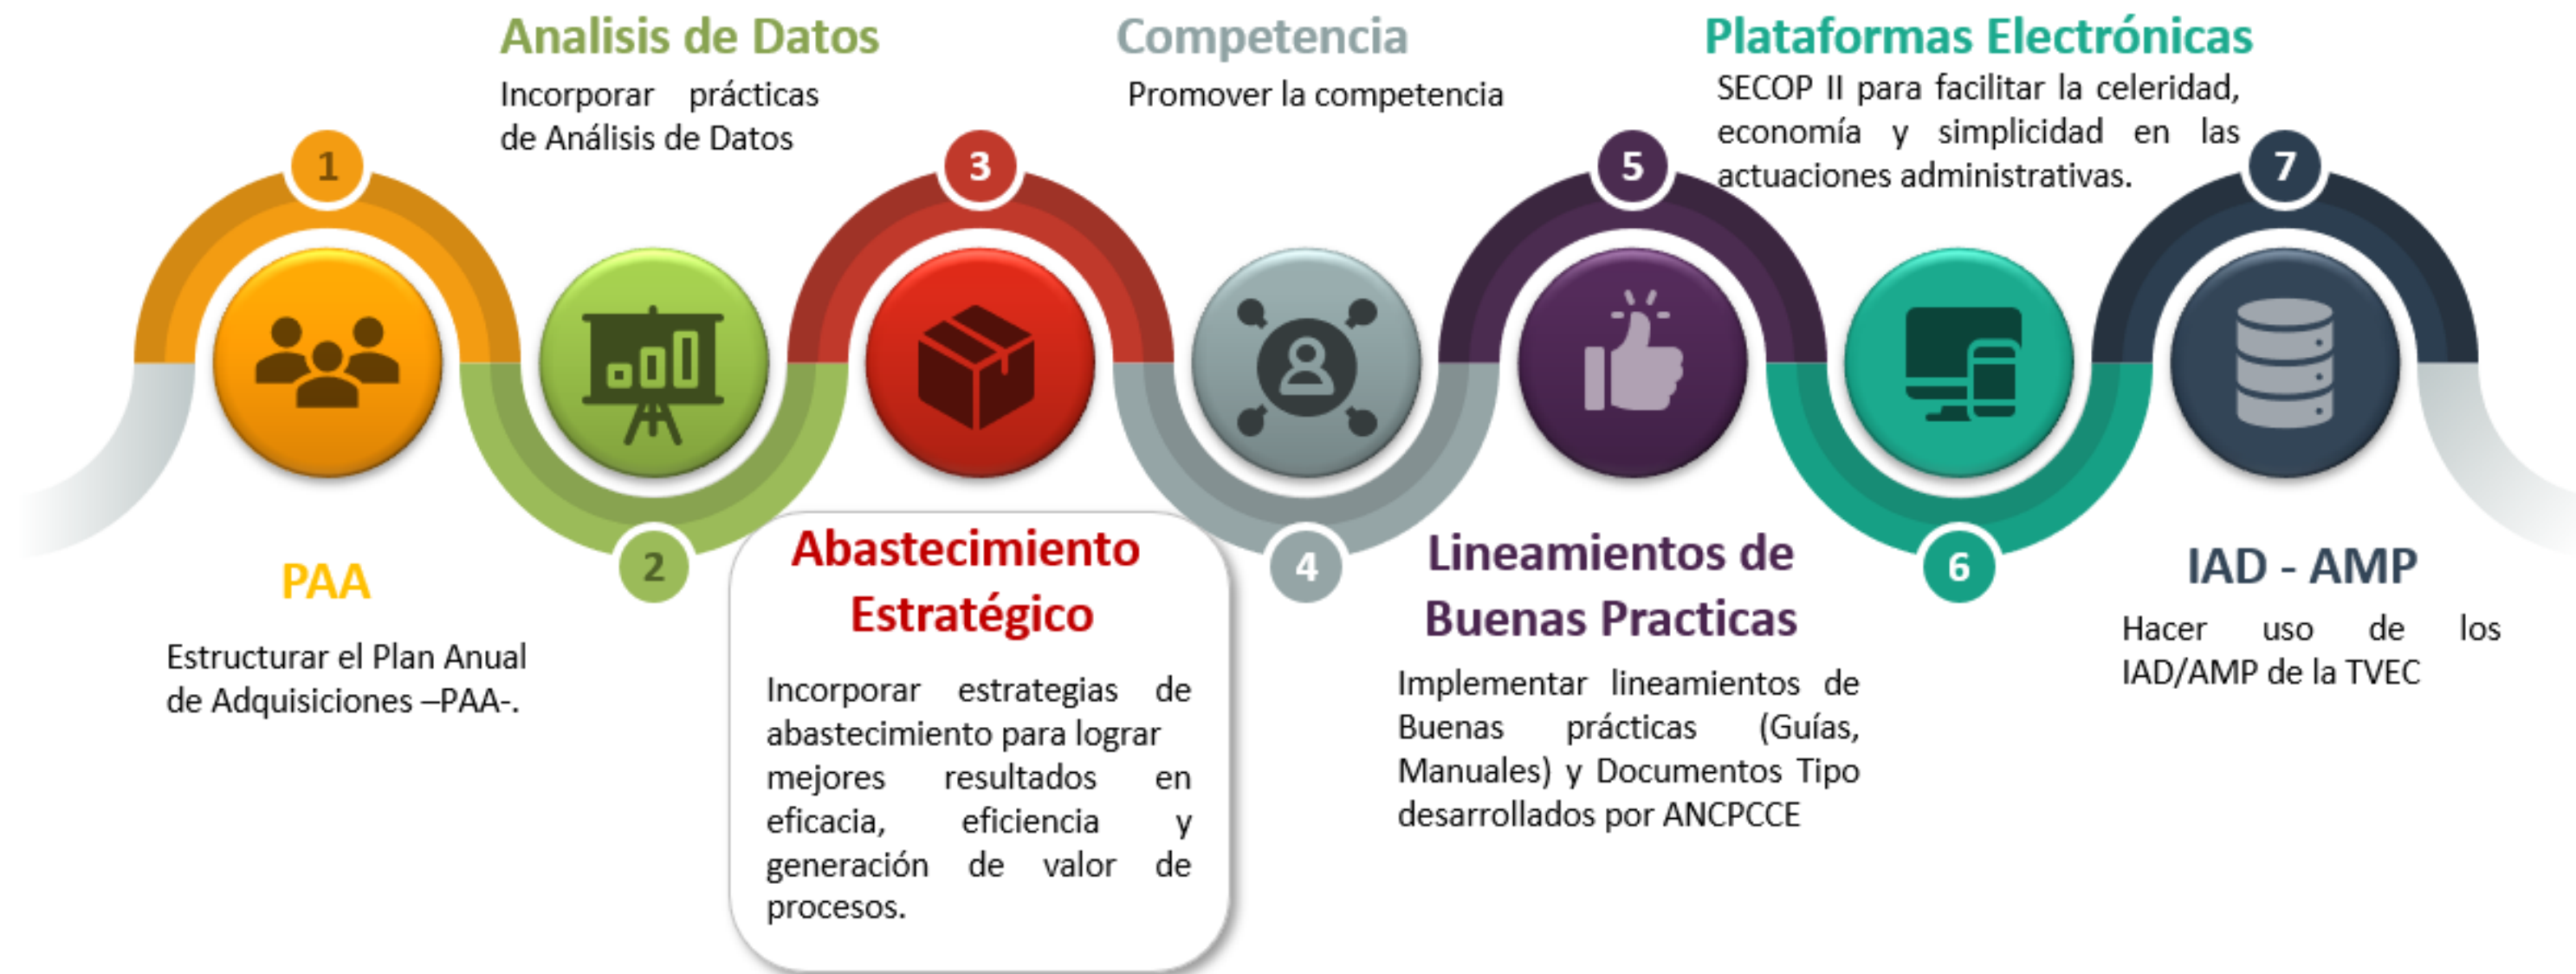 1
PAA
Estructurar el Plan Anual
de Adquisiciones –PAA-.
Analisis de Datos
Incorporar prácticas
de Análisis de Datos
2
3
Abastecimiento
Estratégico
Incorporar estrategias de
abastecimiento para lograr
mejores resultados en
eficacia, eficiencia y
generación de valor de
procesos.
Competencia
Promover la competencia
4
5
Lineamientos de
Buenas Practicas
Implementar lineamientos de
Buenas prácticas (Guías,
Manuales) y Documentos Tipo
desarrollados por ANCPCCE
Plataformas Electrónicas
SECOP II para facilitar la celeridad,
economía y simplicidad en las
actuaciones administrativas.
6
7
IAD - AMP
Hacer uso de los
IAD/AMP de la TVEC